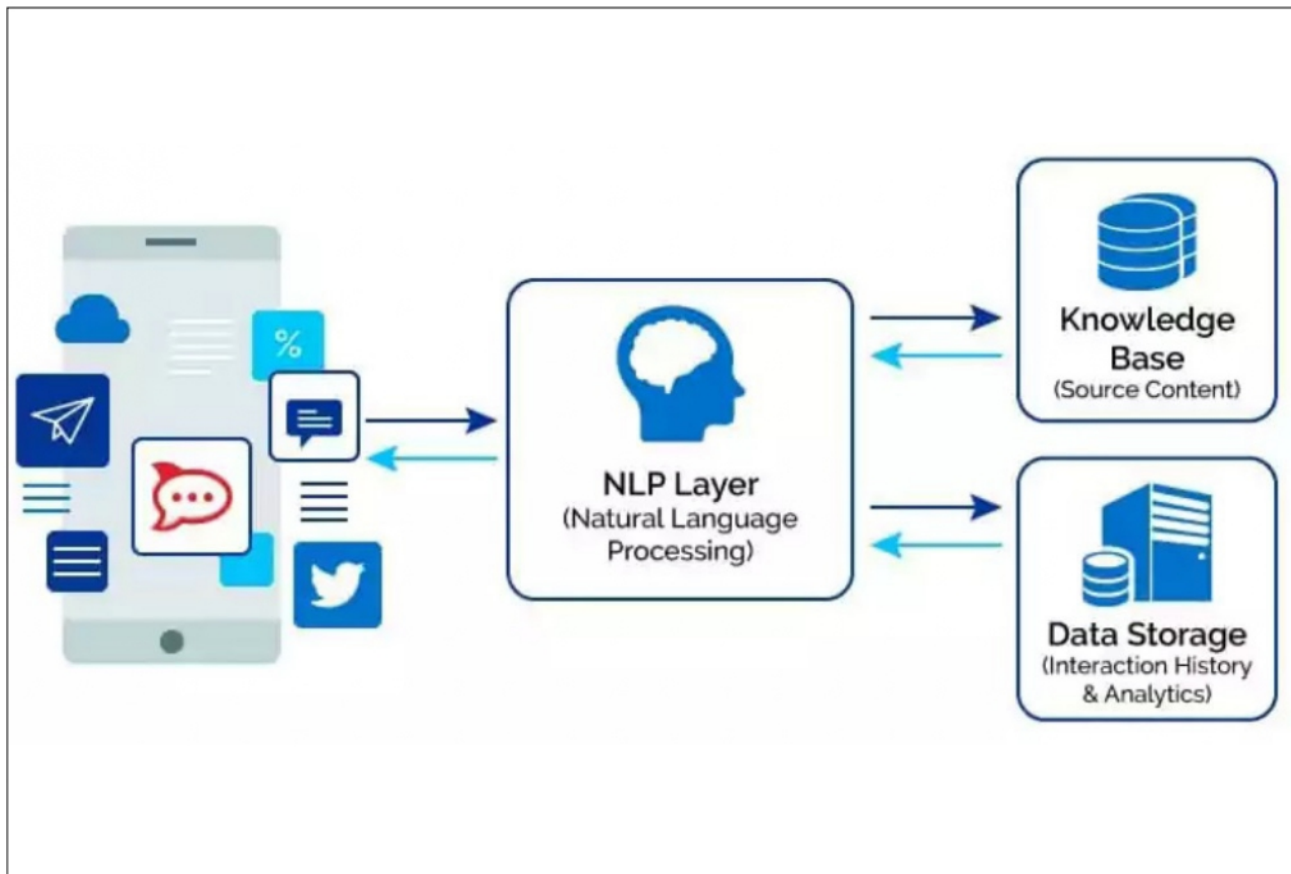 %
NLP Layer
(Natural Language
Processing)
Knowledge
Base
(Source Content)
Data Storage
(Interaction History
& Analytics)